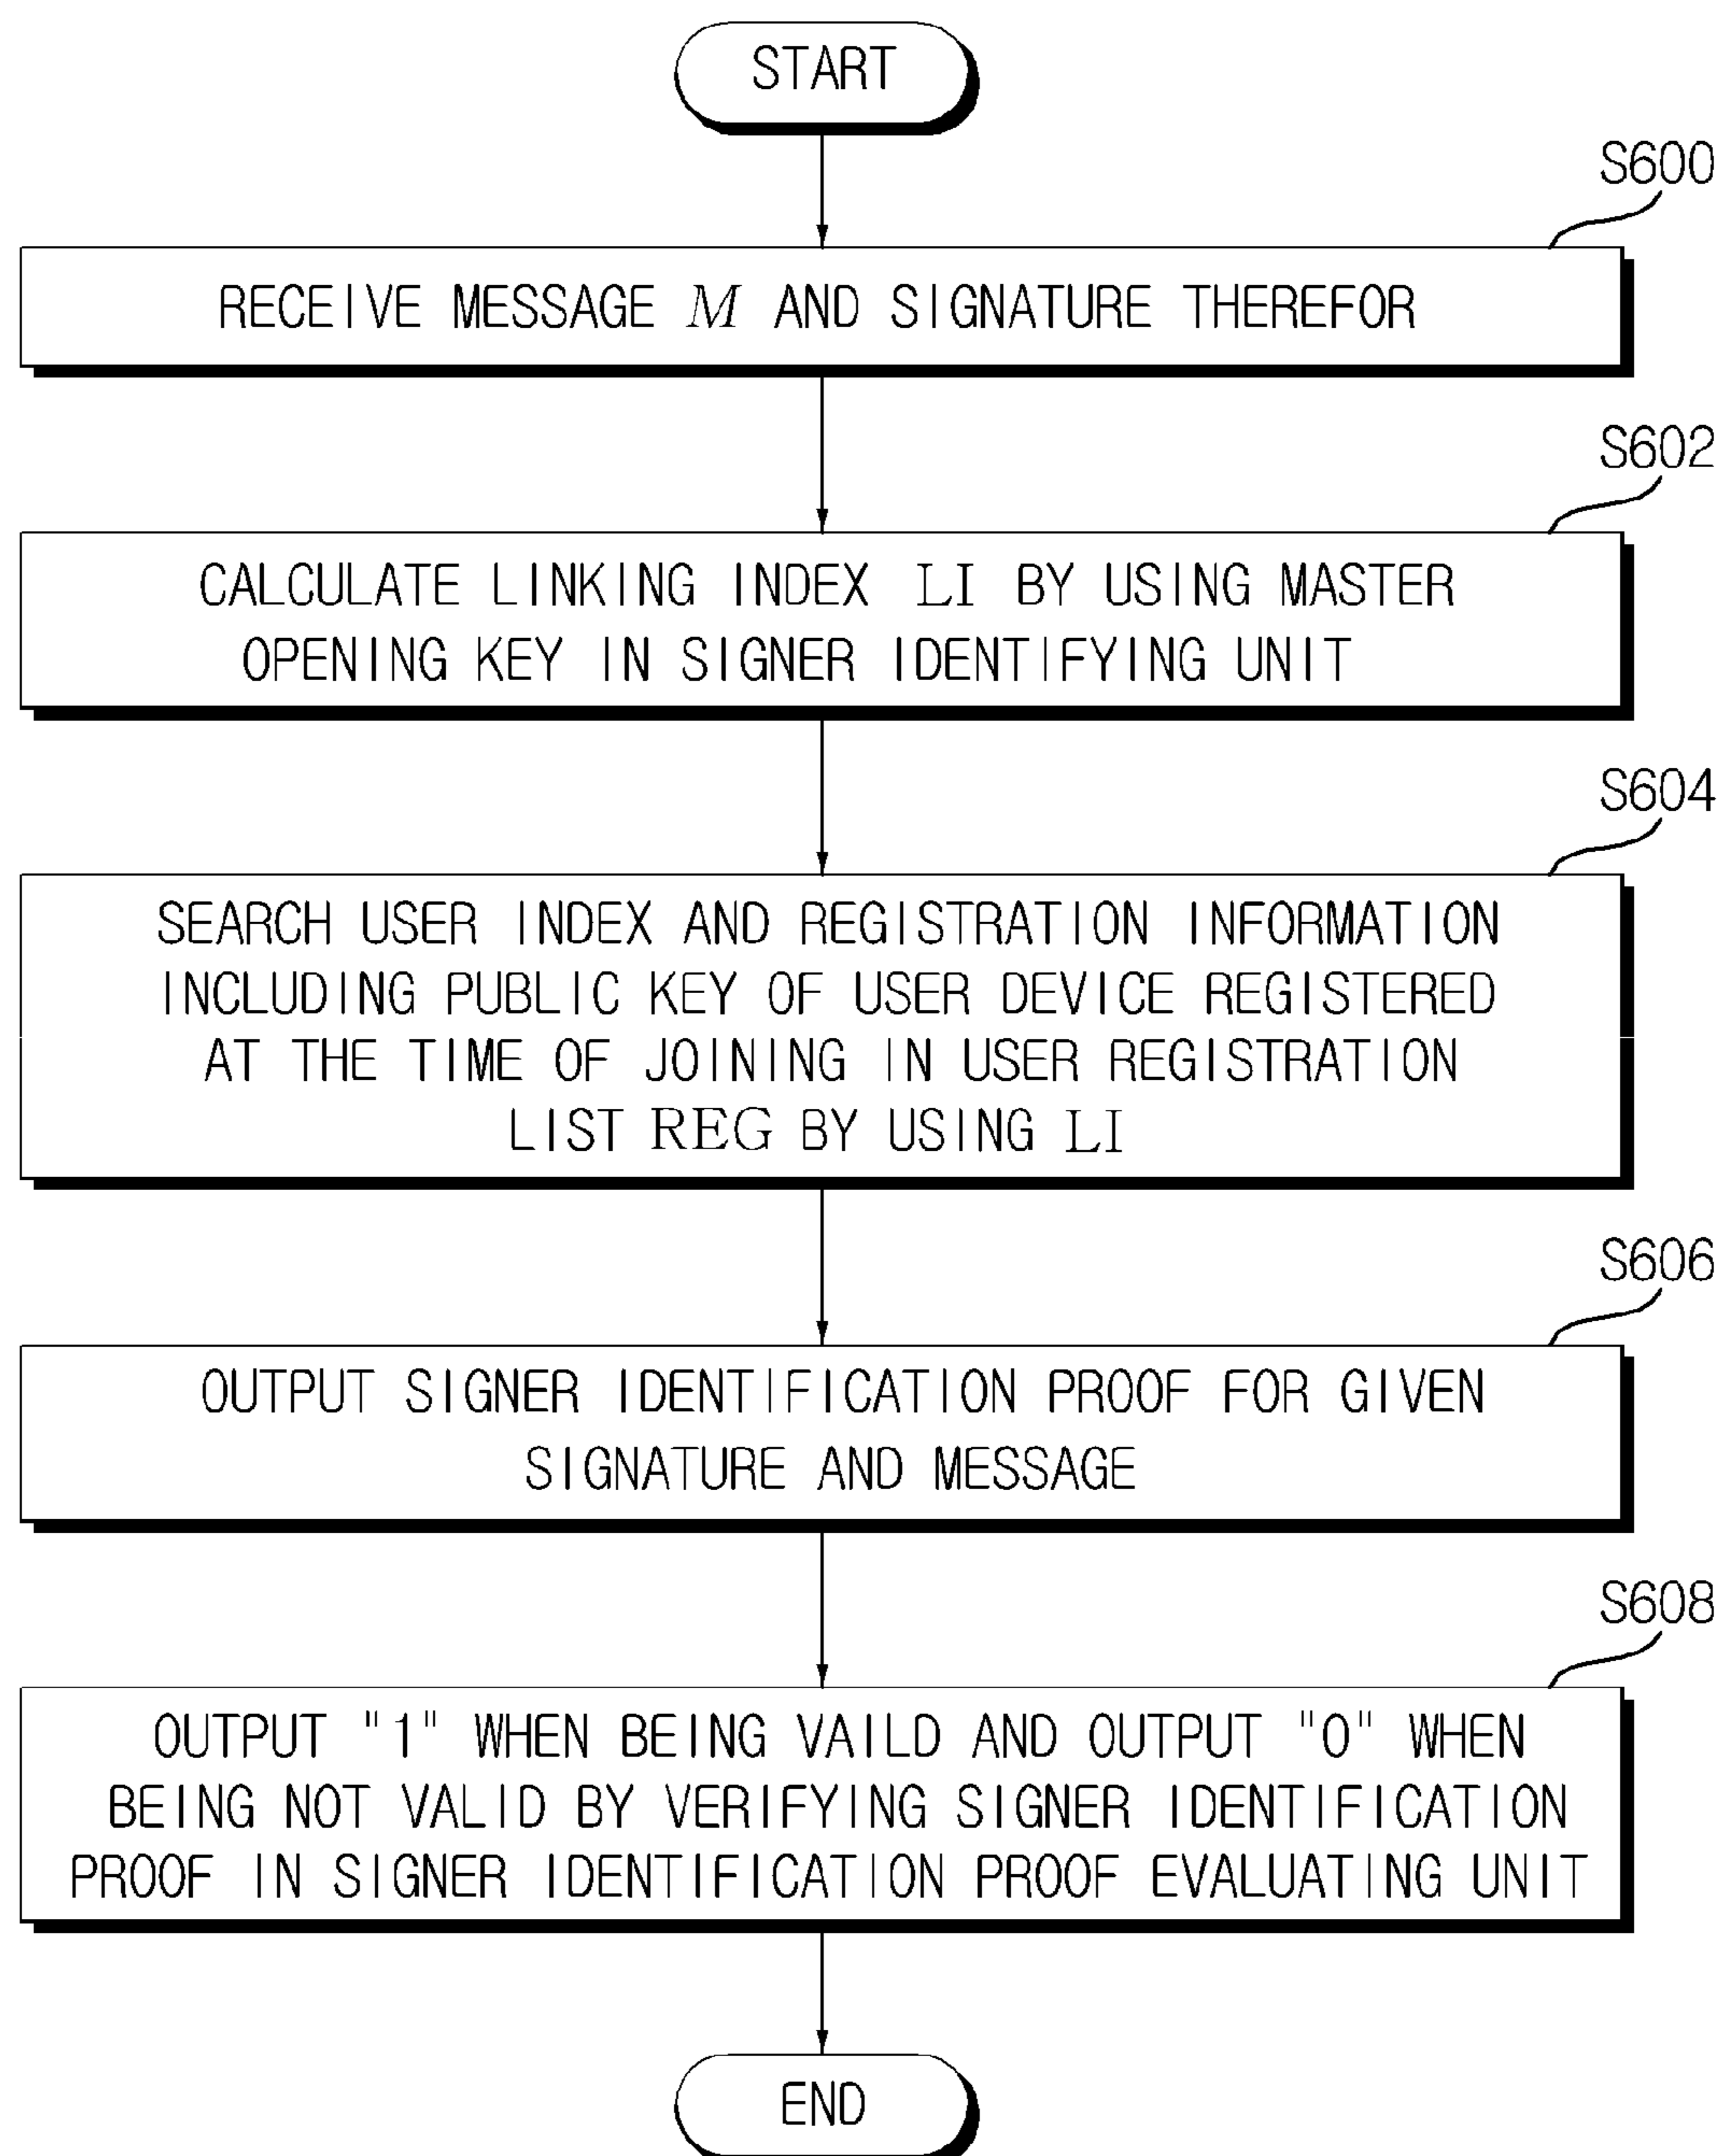 START
S600
RECEIVE MESSAGE M AND SIGNATURE THEREFOR
S602
CALCULATE LINKING INDEX LI BY USING MASTER
OPENING KEY IN SIGNER IDENTIFYING UNIT
S604
SEARCH USER INDEX AND REGISTRATION INFORMATION
INCLUDING PUBLIC KEY OF USER DEVICE REGISTERED
AT THE TIME OF JOINING IN USER REGISTRATION
LIST REG BY USING LI
S606
OUTPUT SIGNER IDENTIFICATION PROOF FOR GIVEN
SIGNATURE AND MESSAGE
S608
OUTPUT "1" WHEN BEING VAILD AND OUTPUT "0" WHEN
BEING NOT VALID BY VERIFYING SIGNER IDENTIFICATION
PROOF IN SIGNER IDENTIFICATION PROOF EVALUATING UNIT
END